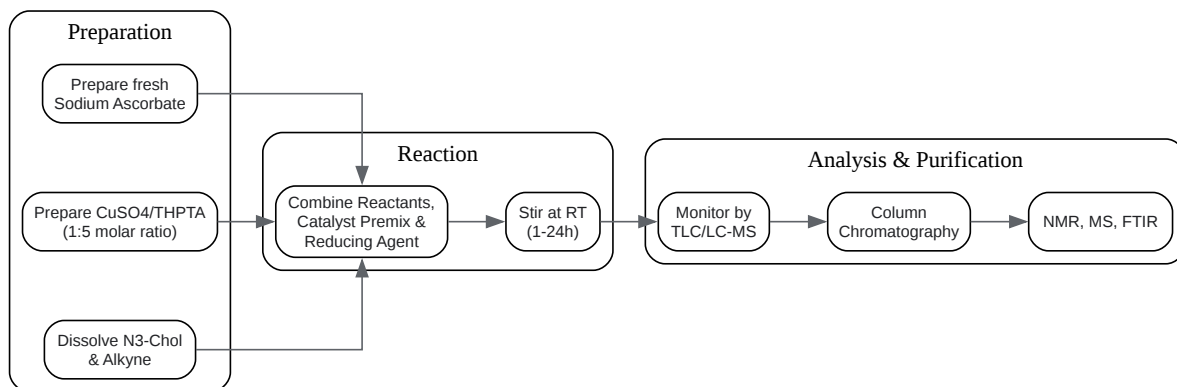 Preparation
Prepare fresh
Sodium Ascorbate
Prepare CuSO4/THPTA
(1:5 molar ratio)
Dissolve N3-Chol
& Alkyne
Reaction
Combine Reactants,
Catalyst Premix &
Reducing Agent
Stir at RT
(1-24h)
Analysis & Purification
Monitor by
TLC/LC-MS
Column
Chromatography
NMR, MS, FTIR